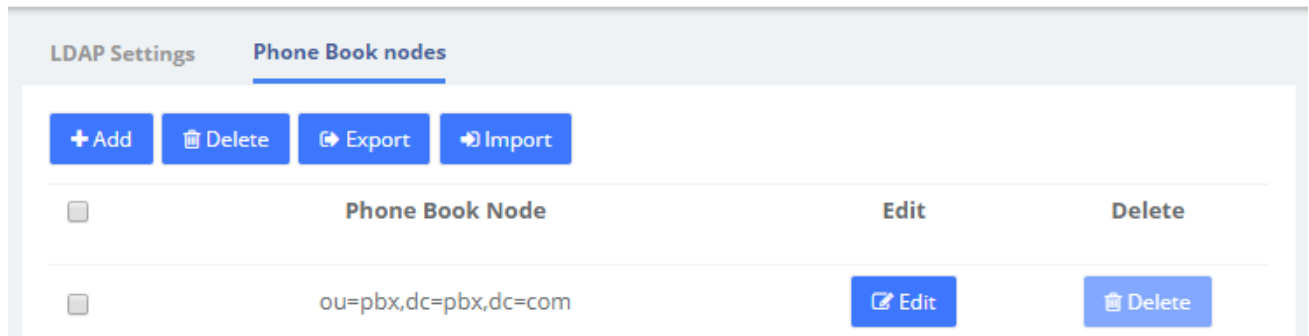 LDAP Settings Phone Book nodes
Add Delete Export Import
Phone Book Node Edit Delete
ou=pbx,dc=pbx,dc=com Edit Delete